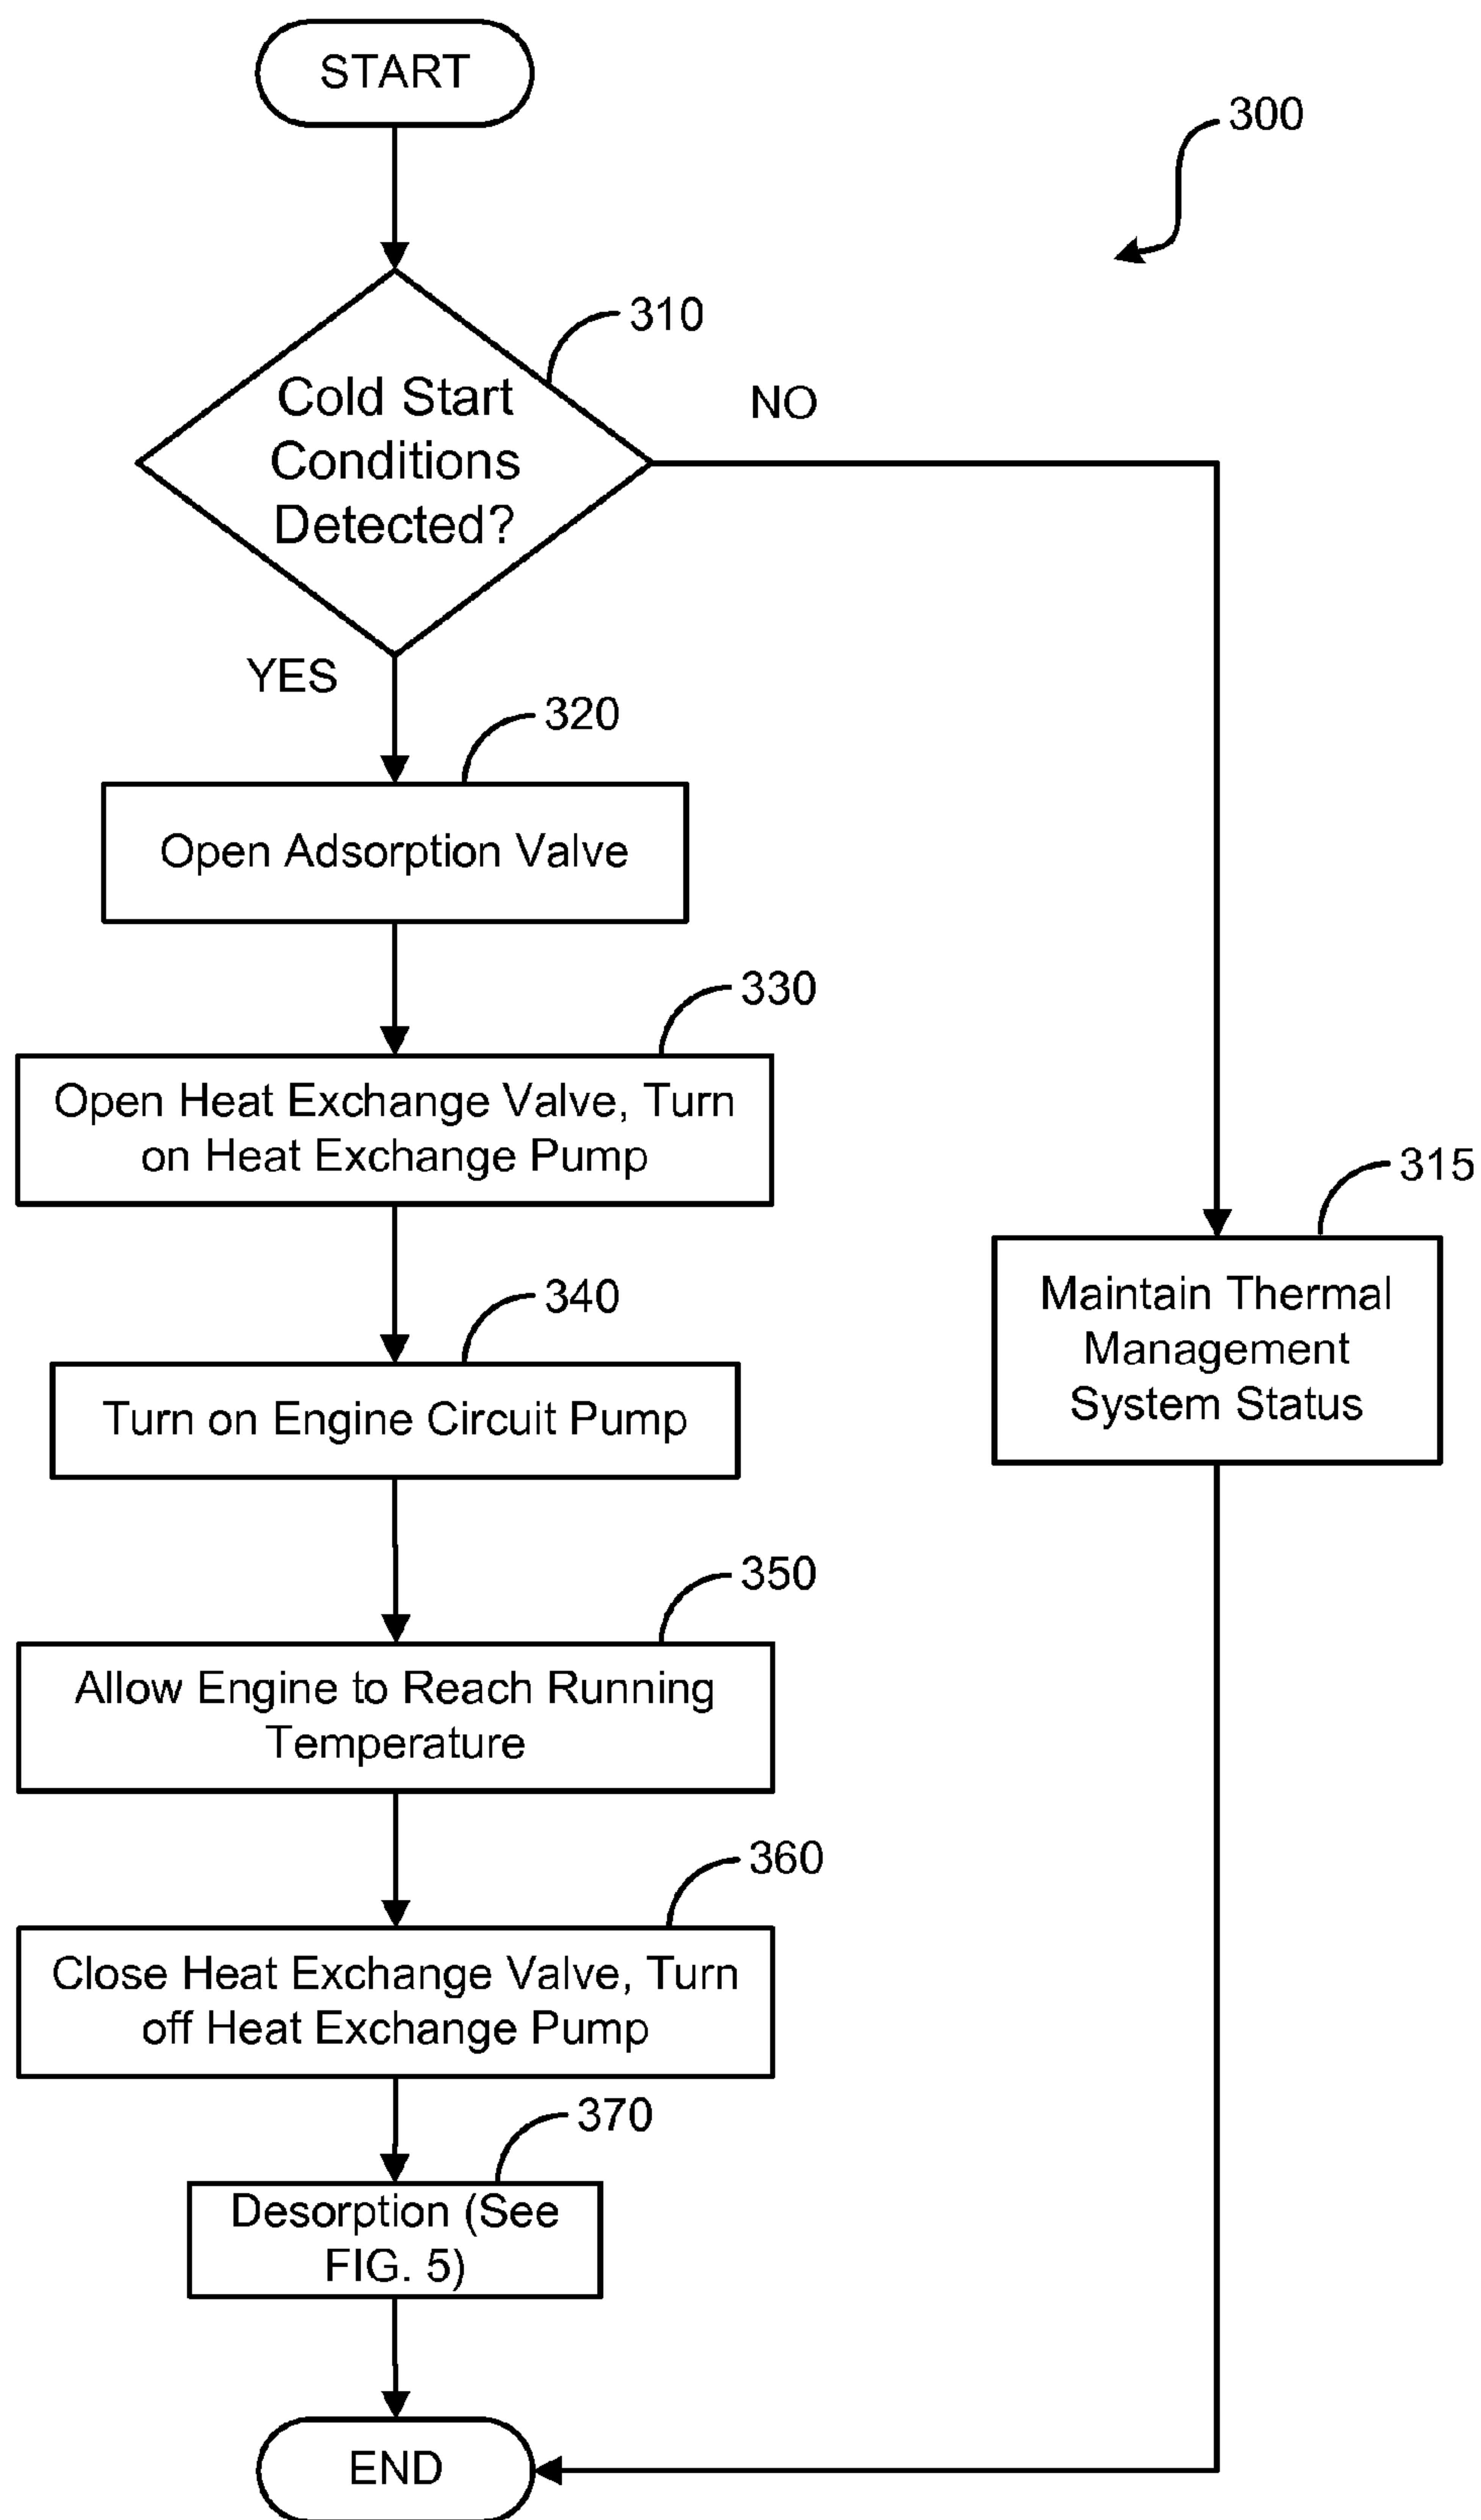 START
300
310
Cold Start
Conditions
Detected?
NO
YES
320
Open Adsorption Valve
330
Open Heat Exchange Valve, Turn
on Heat Exchange Pump
315
Maintain Thermal
Management
System Status
340
Turn on Engine Circuit Pump
350
Allow Engine to Reach Running
Temperature
360
Close Heat Exchange Valve, Turn
off Heat Exchange Pump
370
Desorption (See
FIG. 5)
END